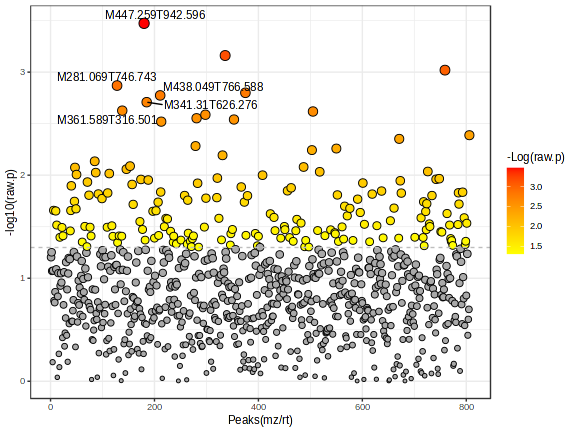 M447.259T942.596
M281.069T746.743
M438.049T766.588
M341.31T626.276
M361.589T316.501
-log10(raw.p)
3
2
1
0
0
200
400
600
800
Peaks(mz/rt)
-Log(raw.p)
3.0
2.5
2.0
1.5